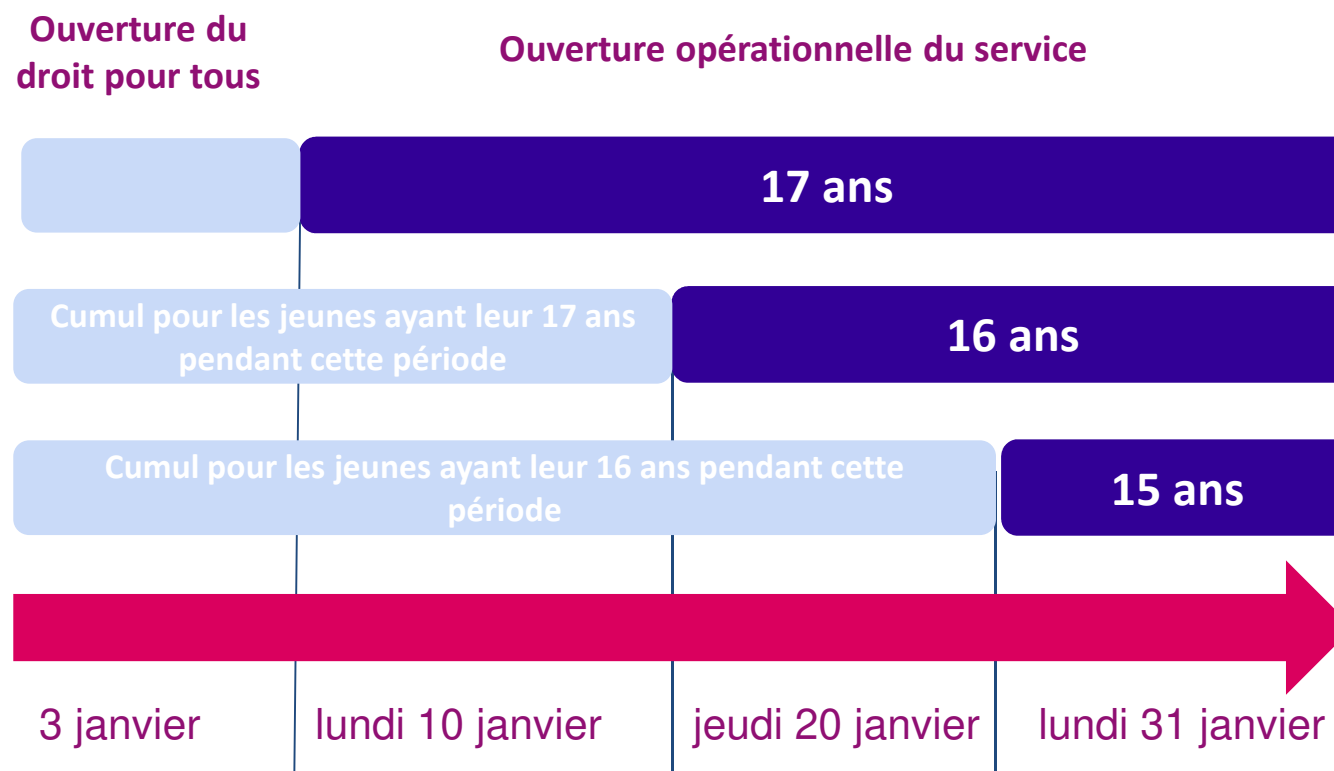 Ouverture du
droit pour tous
Ouverture opérationnelle du service
17 ans
Cumul pour les jeunes ayant leur 17 ans
pendant cette période
16 ans
Cumul pour les jeunes ayant leur 16 ans pendant cette
période
15 ans
3 janvier
lundi 10 janvier
jeudi 20 janvier
lundi 31 janvier